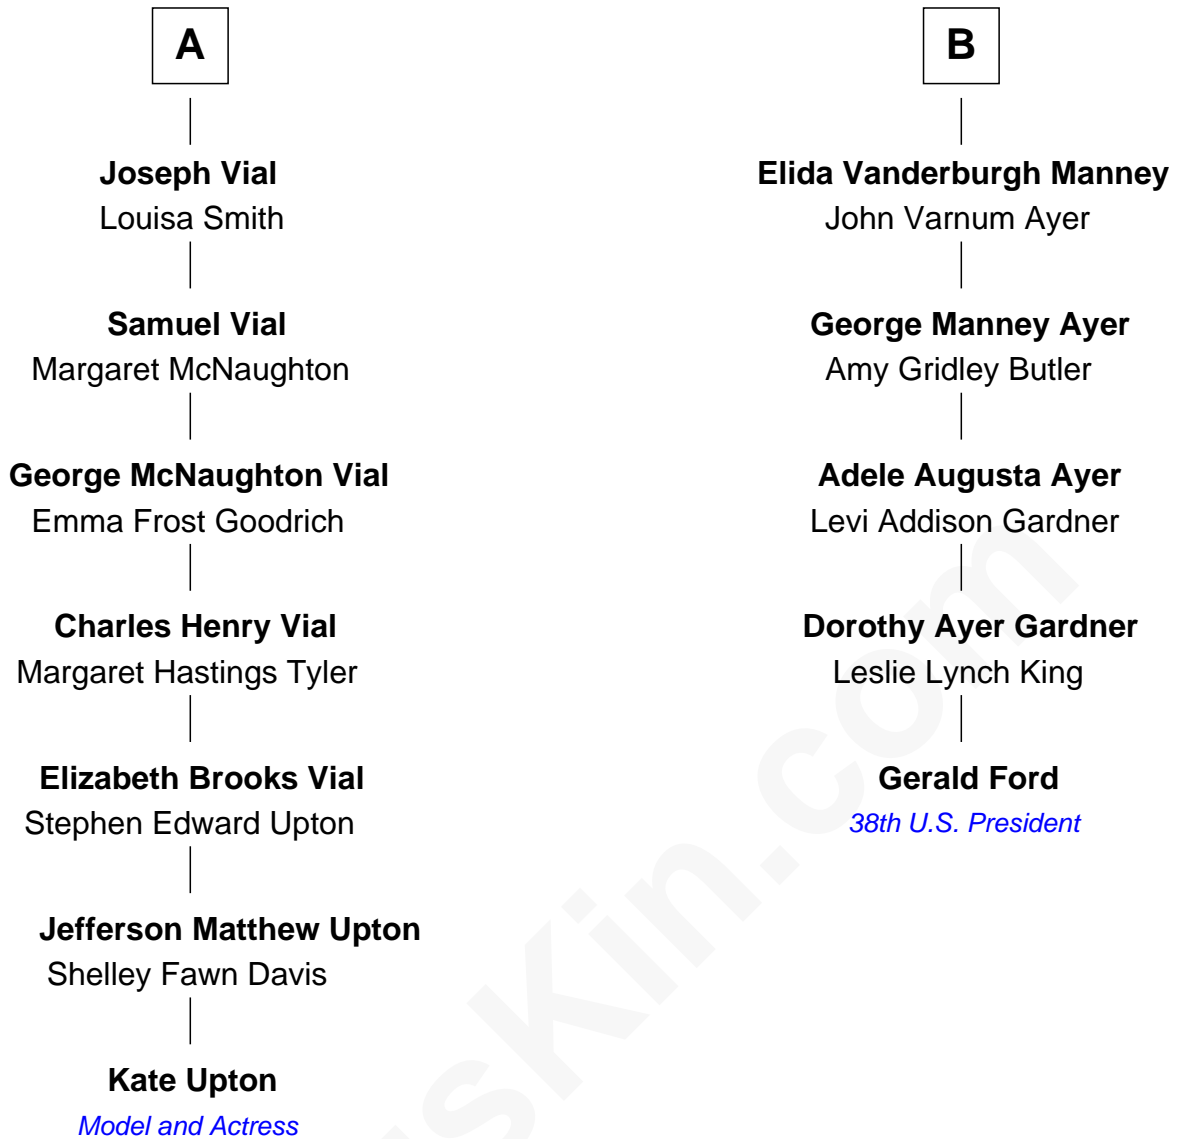 A
Joseph Vial
Louisa Smith
Samuel Vial
Margaret McNaughton
George McNaughton Vial
Emma Frost Goodrich
Charles Henry Vial
Margaret Hastings Tyler
Elizabeth Brooks Vial
Stephen Edward Upton
Jefferson Matthew Upton
Shelley Fawn Davis
Kate Upton
Model and Actress
B
Elida Vanderburgh Manney
John Varnum Ayer
George Manney Ayer
Amy Gridley Butler
Adele Augusta Ayer
Levi Addison Gardner
Dorothy Ayer Gardner
Leslie Lynch King
Gerald Ford
38th U.S. President